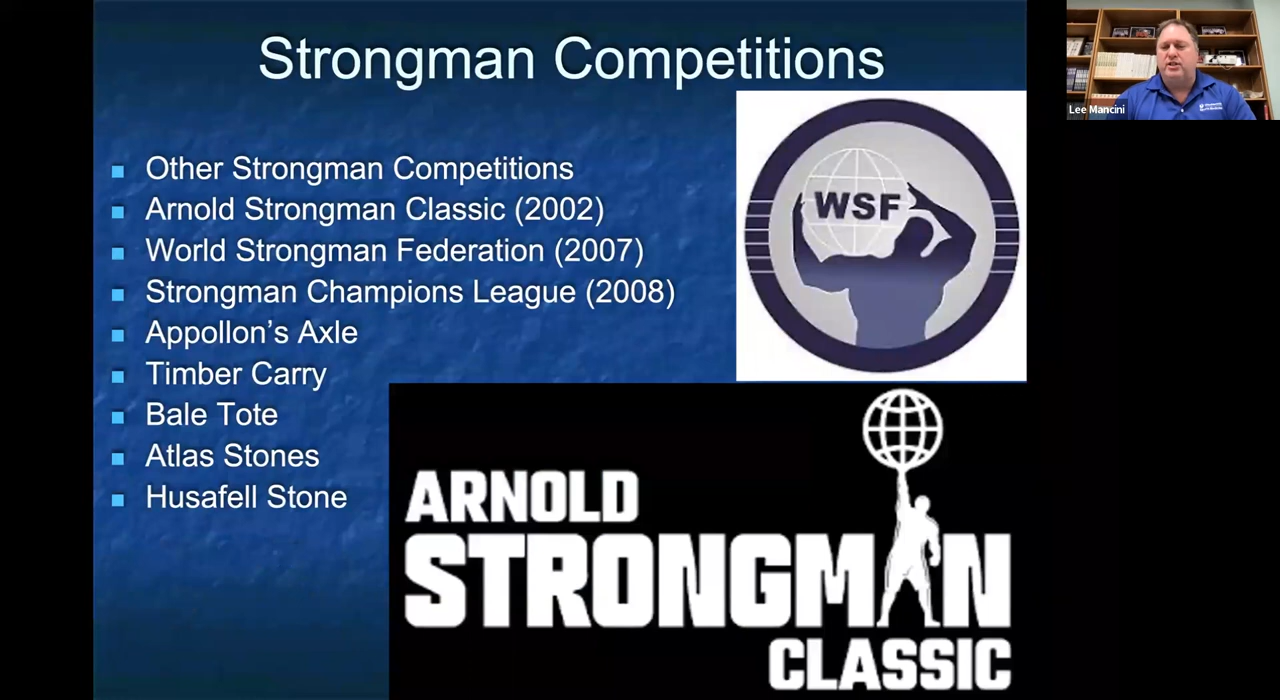 Strongman Competitions
Other Strongman Competitions
Arnold Strongman Classic (2002)
World Strongman Federation (2007)
Strongman Champions League (2008)
Appollon’s Axle
Timber Carry
Bale Tote
Atlas Stones
Husafell Stone
WSF
ARNOLD
STRONGMAN
CLASSIC
Lee Mancini